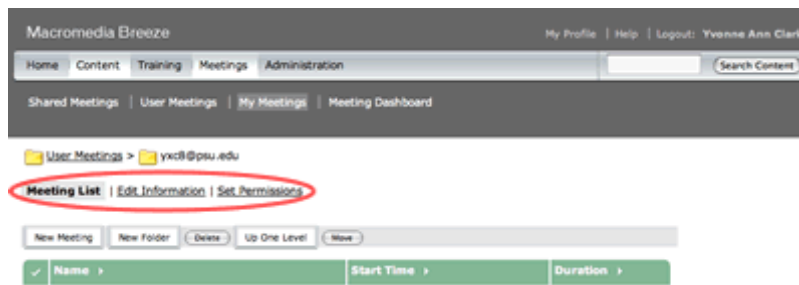 Macromedia Breeze My Profile | Help | Logout: Yvonne Ann Clark
Home Content Training Meetings Administration Search Content
Shared Meetings | User Meetings | My Meetings | Meeting Dashboard
User Meetings > yxc8@psu.edu
Meeting List | Edit Information | Set Permissions
New Meeting New Folder Delete Up One Level Move
Name Start Time Duration